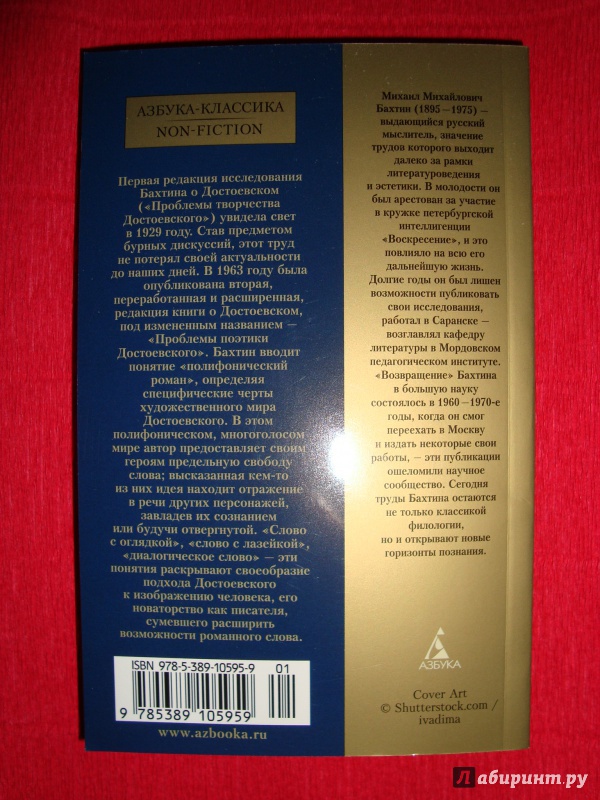 АЗБУКА-КЛАССИКА
NON-FICTION
Первая редакция исследования
Бахтина о Достоевском
(«Проблемы творчества
Достоевского») увидела свет
в 1929 году. Став предметом
бурных дискуссий, этот труд
не потерял своей актуальности
до наших дней. В 1963 году была
опубликована вторая,
переработанная и расширенная,
редакция книги о Достоевском,
под измененным названием —
«Проблемы поэтики
Достоевского». Бахтин вводит
понятие «полифонический
роман», определяя
специфические черты
художественного мира
Достоевского. В этом
полифоническом, многоголосом
мире автор предоставляет своим
героям предельную свободу
слова; высказанная кем-то
из них идея находит отражение
в речи других персонажей,
завладев их сознанием
или будучи отвергнутой. «Слово
с оглядкой», «слово с лазейкой»,
«диалогическое слово» — эти
понятия раскрывают своеобразие
подхода Достоевского
к изображению человека, его
новаторство как писателя,
сумевшего расширить
возможности романного слова.
ISBN 978-5-389-10595-9 01
9 785389 105959
www.azbooka.ru
Михаил Михайлович
Бахтин (1895—1975) —
выдающийся русский
мыслитель, значение
трудов которого выходит
далеко за рамки
литературоведения
и эстетики. В молодости он
был арестован за участие
в кружке петербургской
интеллигенции
«Воскресение», и это
повлияло на всю его
дальнейшую жизнь.
Долгие годы он был лишен
возможности публиковать
свои исследования,
работал в Саранске —
возглавлял кафедру
литературы в Мордовском
педагогическом институте.
«Возвращение» Бахтина
в большую науку
состоялось в 1960—1970-е
годы, когда он смог
переехать в Москву
и издать некоторые свои
работы, — эти публикации
ошеломили научное
сообщество. Сегодня
труды Бахтина остаются
не только классикой
филологии,
но и открывают новые
горизонты познания.
АЗБУКА
Cover Art
© Shutterstock.com /
ivadima
Лабиринт.ру